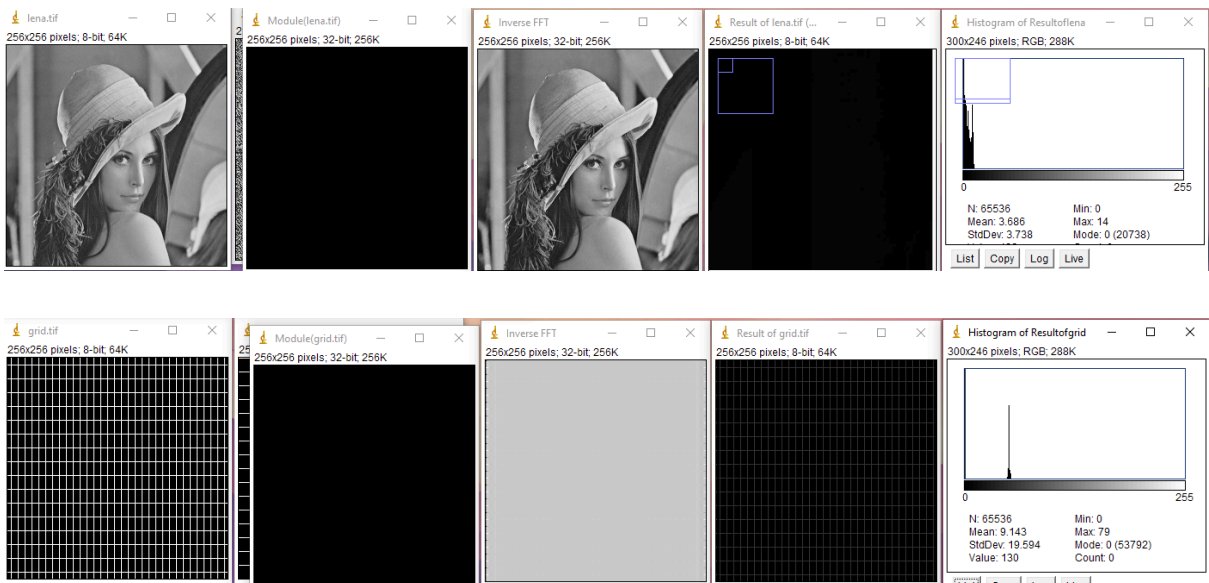 lena.tif
256x256 pixels; 8-bit; 64K
2
Module(lena.tif)
256x256 pixels; 32-bit; 256K
Inverse FFT
256x256 pixels; 32-bit; 256K
Result of lena.tif (...
256x256 pixels; 8-bit; 64K
Histogram of Resultoflena
300x246 pixels; RGB; 288K
0 255
N: 65536 Min: 0
Mean: 3.686 Max: 14
StdDev: 3.738 Mode: 0 (20738)
List Copy Log Live
grid.tif
256x256 pixels; 8-bit; 64K
25
Module(grid.tif)
256x256 pixels; 32-bit; 256K
Inverse FFT
256x256 pixels; 32-bit; 256K
Result of grid.tif
256x256 pixels; 8-bit; 64K
Histogram of Resultofgrid
300x246 pixels; RGB; 288K
0 255
N: 65536 Min: 0
Mean: 9.143 Max: 79
StdDev: 19.594 Mode: 0 (53792)
Value: 130 Count: 0